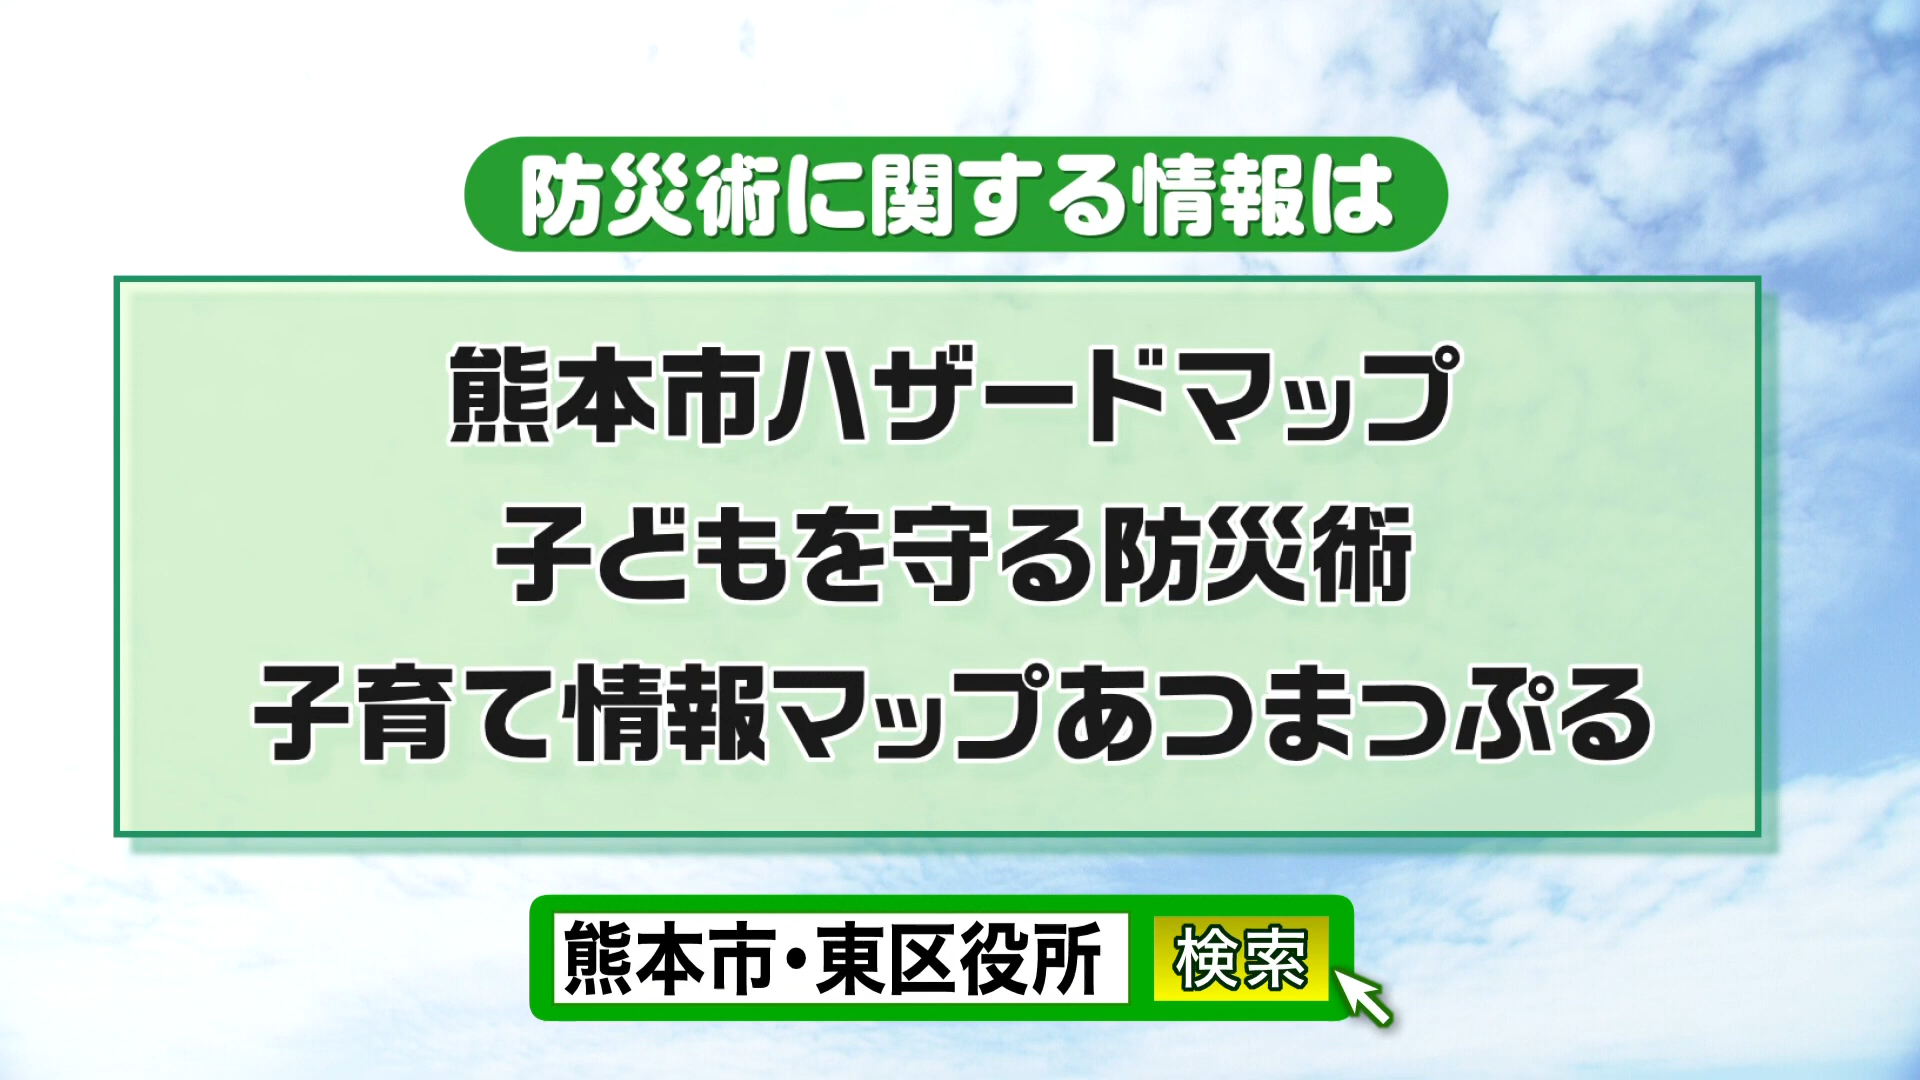 防災術に関する情報は
熊本市ハザードマップ
子どもを守る防災術
子育て情報マップあつまっぷる
熊本市・東区役所 検索